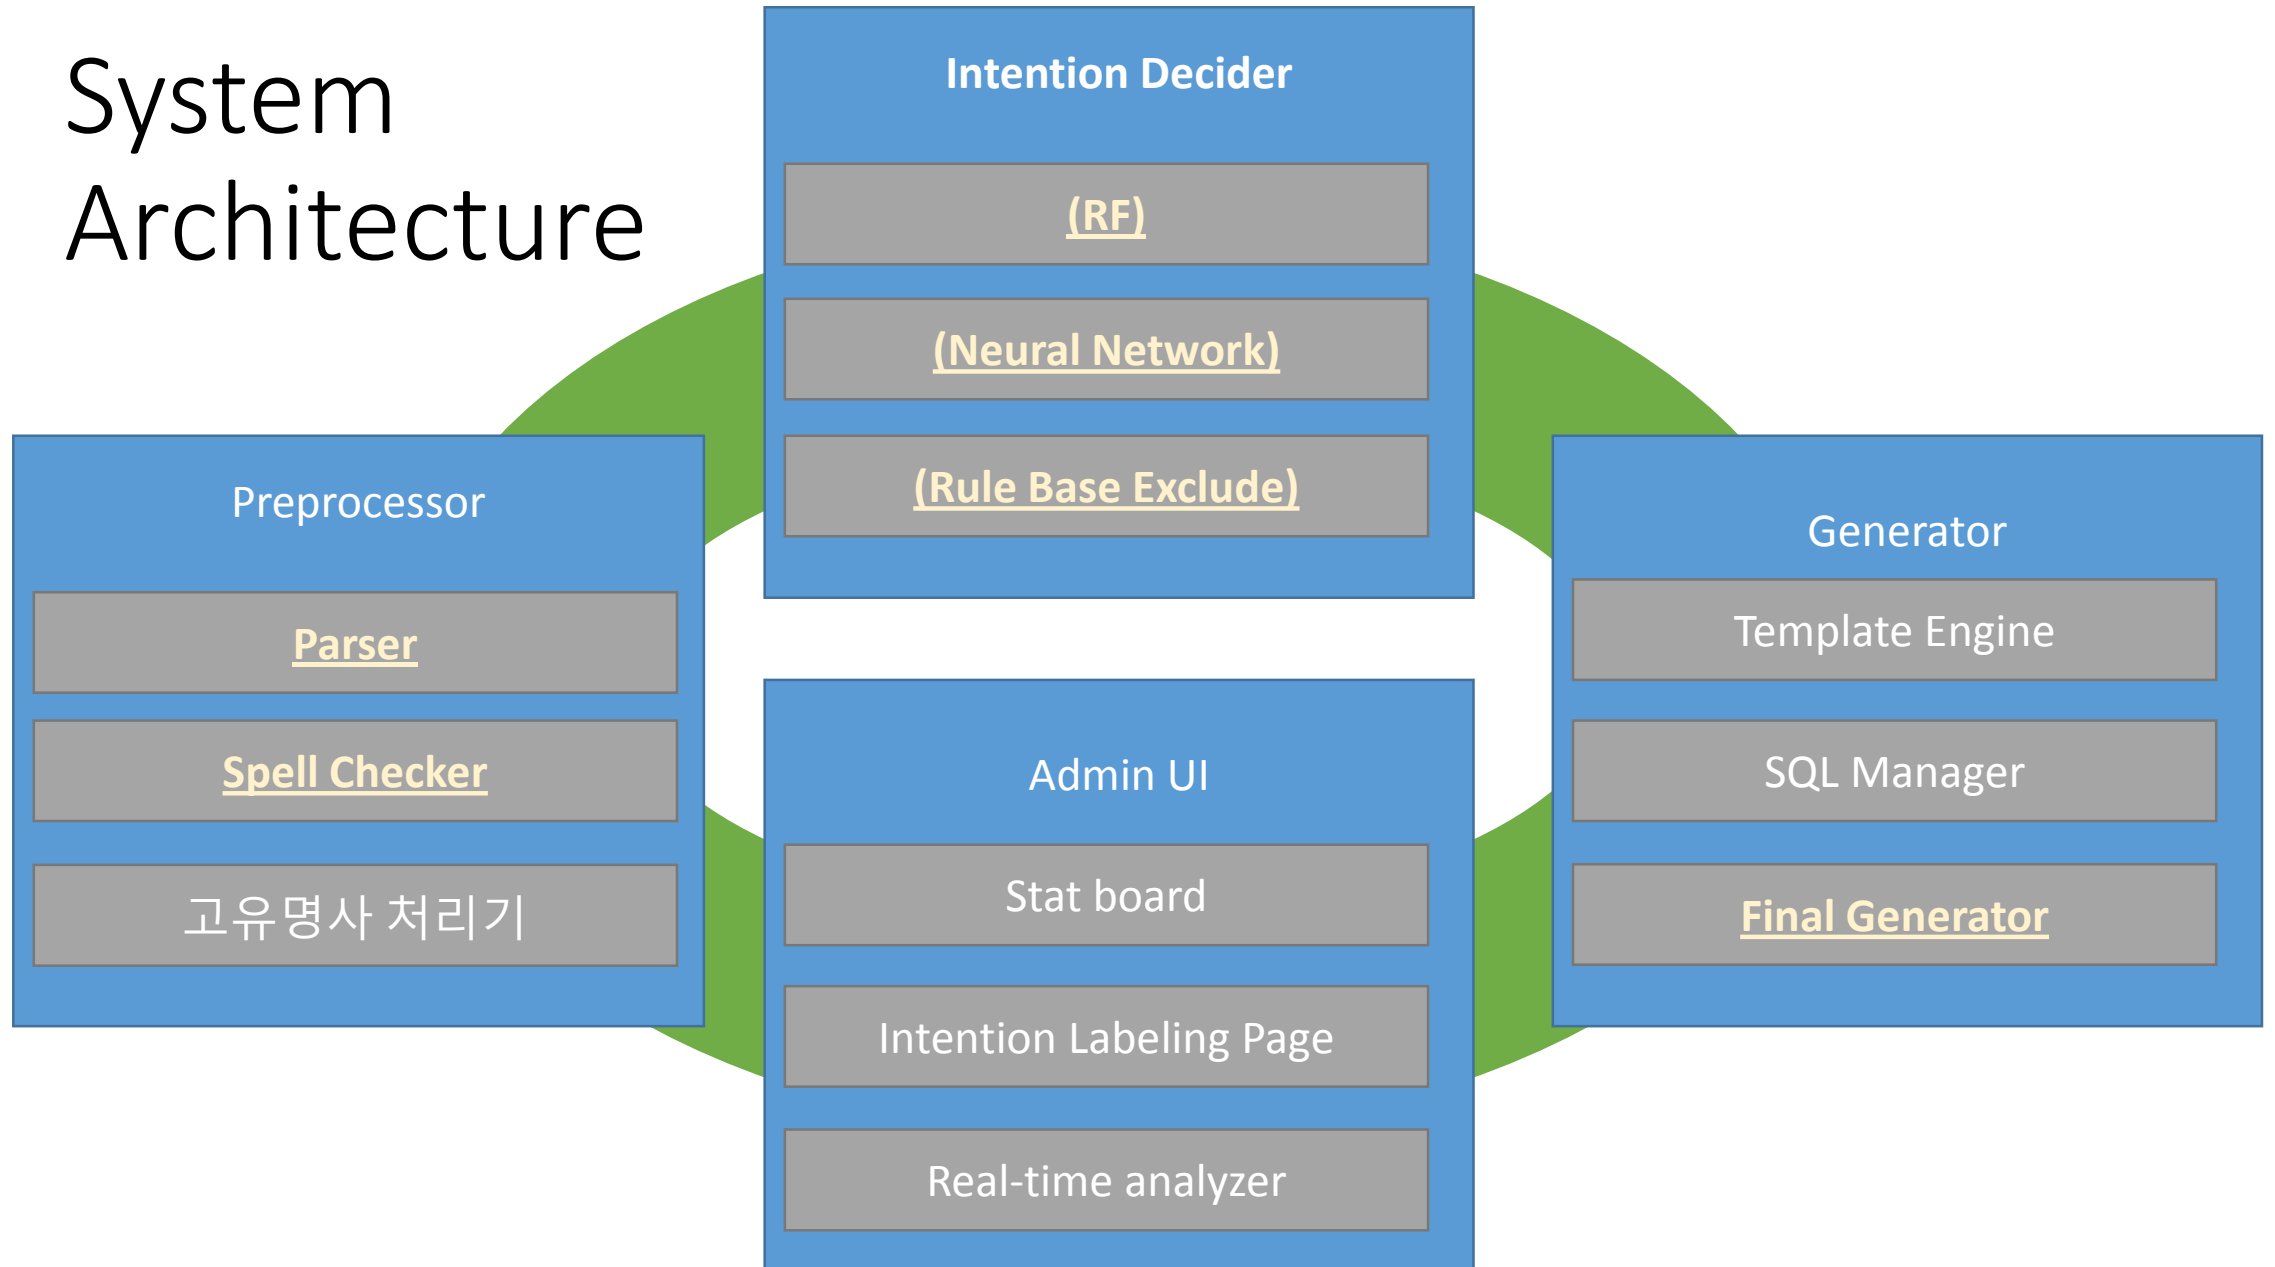 System
Architecture
Intention Decider
(RF)
(Neural Network)
(Rule Base Exclude)
Preprocessor
Parser
Spell Checker
고유명사 처리기
Generator
Template Engine
SQL Manager
Final Generator
Admin UI
Stat board
Intention Labeling Page
Real-time analyzer